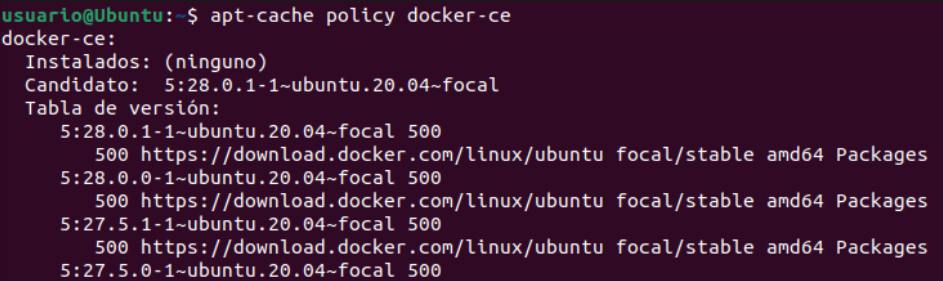 usuario@Ubuntu:~$ apt-cache policy docker-ce
docker-ce:
  Instalados: (ninguno)
  Candidato:  5:28.0.1-1~ubuntu.20.04~focal
  Tabla de versión:
     5:28.0.1-1~ubuntu.20.04~focal 500
        500 https://download.docker.com/linux/ubuntu focal/stable amd64 Packages
     5:28.0.0-1~ubuntu.20.04~focal 500
        500 https://download.docker.com/linux/ubuntu focal/stable amd64 Packages
     5:27.5.1-1~ubuntu.20.04~focal 500
        500 https://download.docker.com/linux/ubuntu focal/stable amd64 Packages
     5:27.5.0-1~ubuntu.20.04~focal 500